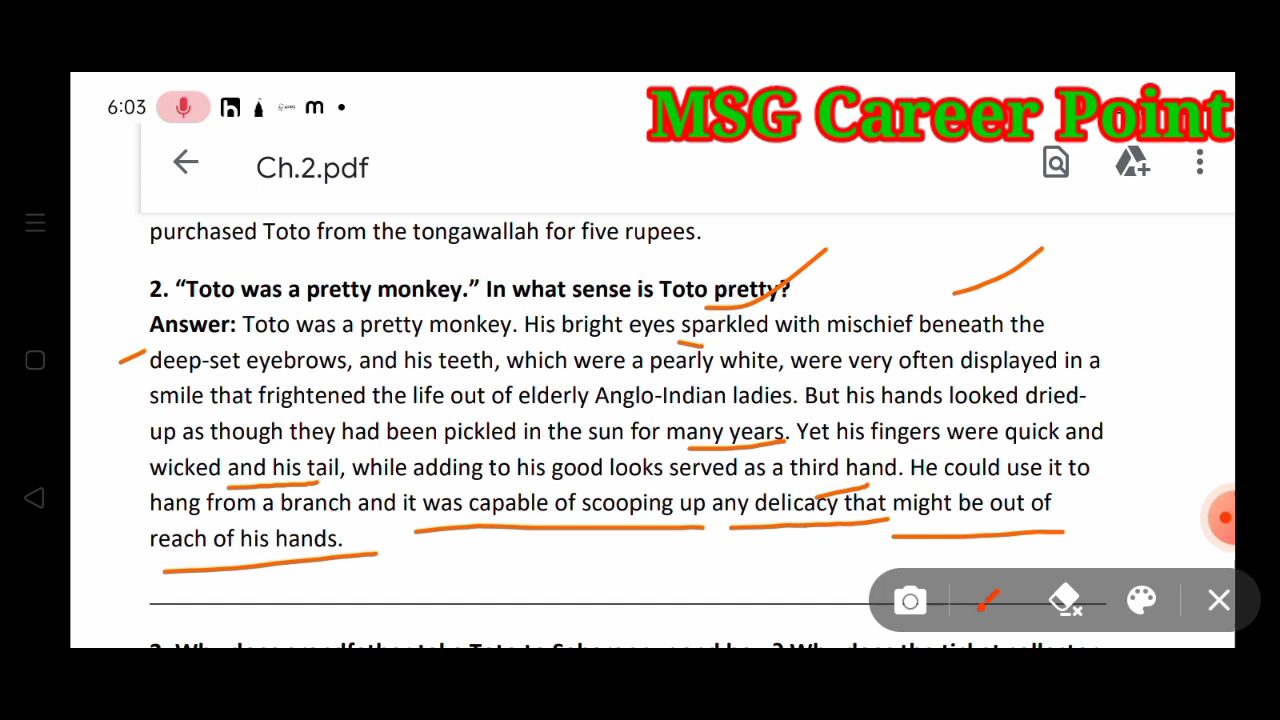 MSG Career Point
6:03
Ch.2.pdf
purchased Toto from the tongawallah for five rupees.
2. “Toto was a pretty monkey.” In what sense is Toto pretty?
Answer: Toto was a pretty monkey. His bright eyes sparkled with mischief beneath the
deep-set eyebrows, and his teeth, which were a pearly white, were very often displayed in a
smile that frightened the life out of elderly Anglo-Indian ladies. But his hands looked dried-
up as though they had been pickled in the sun for many years. Yet his fingers were quick and
wicked and his tail, while adding to his good looks served as a third hand. He could use it to
hang from a branch and it was capable of scooping up any delicacy that might be out of
reach of his hands.